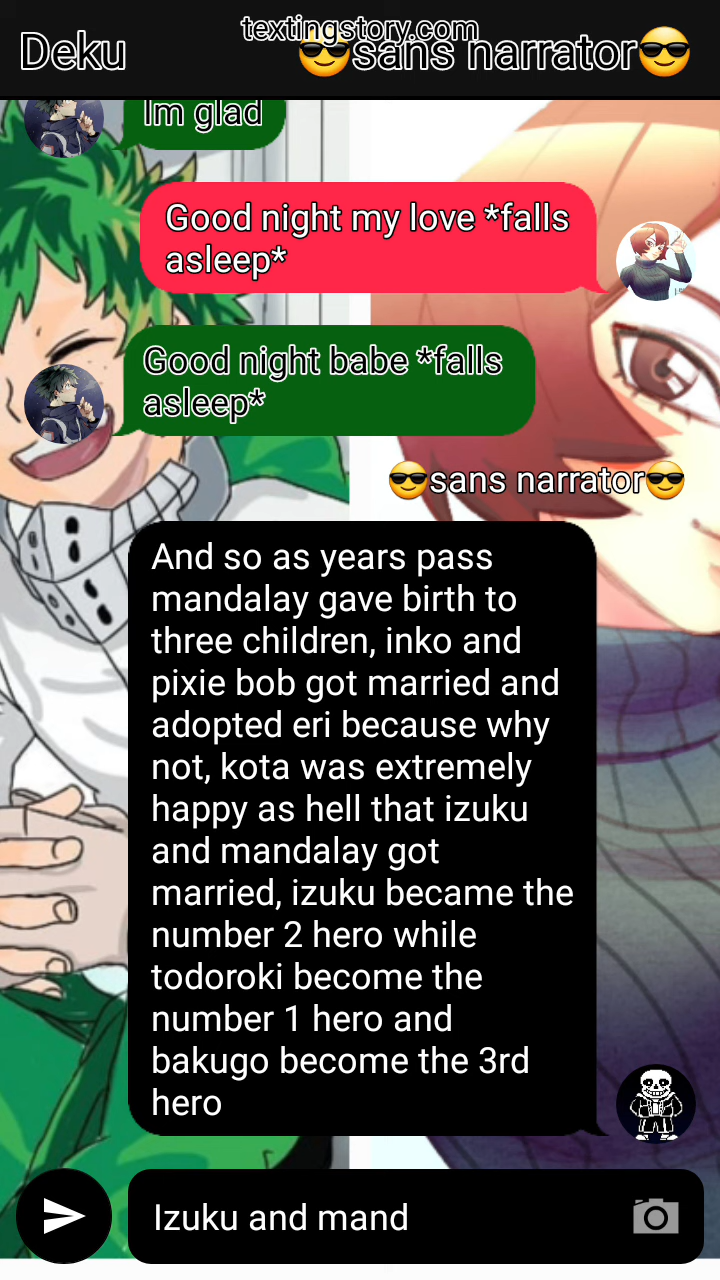 textingstory.com
Deku
😎sans narrator😎
Im glad
Good night my love *falls
asleep*
Good night babe *falls
asleep*
😎sans narrator😎
And so as years pass
mandalay gave birth to
three children, inko and
pixie bob got married and
adopted eri because why
not, kota was extremely
happy as hell that izuku
and mandalay got
married, izuku became the
number 2 hero while
todoroki become the
number 1 hero and
bakugo become the 3rd
hero
Izuku and mand